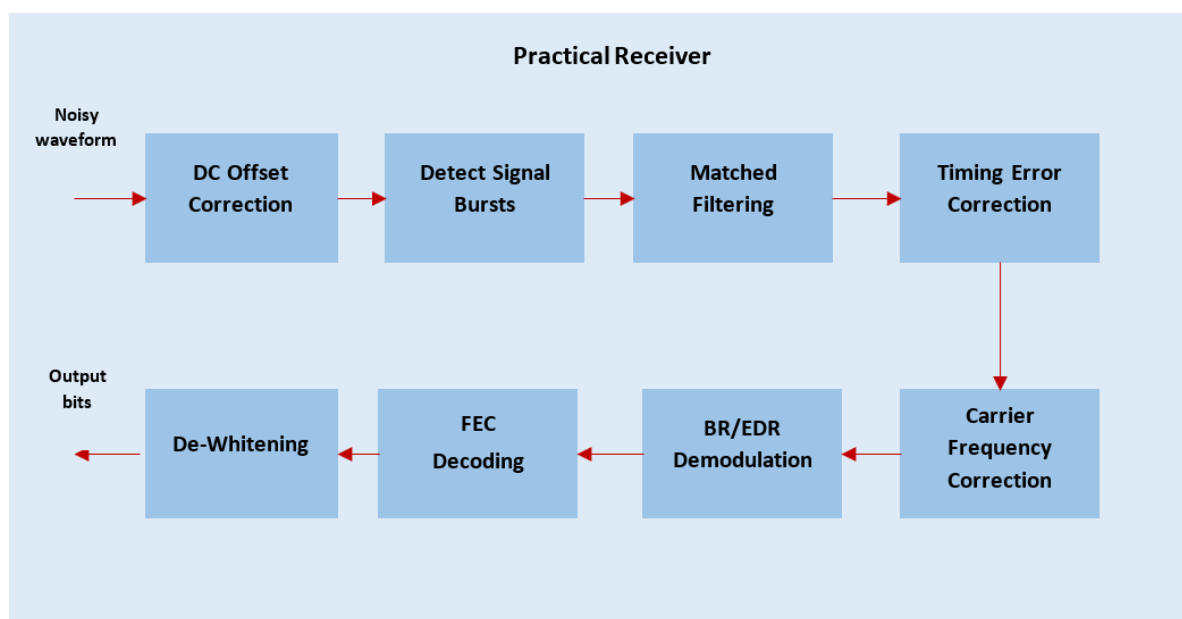 Practical Receiver
Noisy
waveform
DC Offset
Correction
Detect Signal
Bursts
Matched
Filtering
Timing Error
Correction
Carrier
Frequency
Correction
BR/EDR
Demodulation
FEC
Decoding
De-Whitening
Output
bits